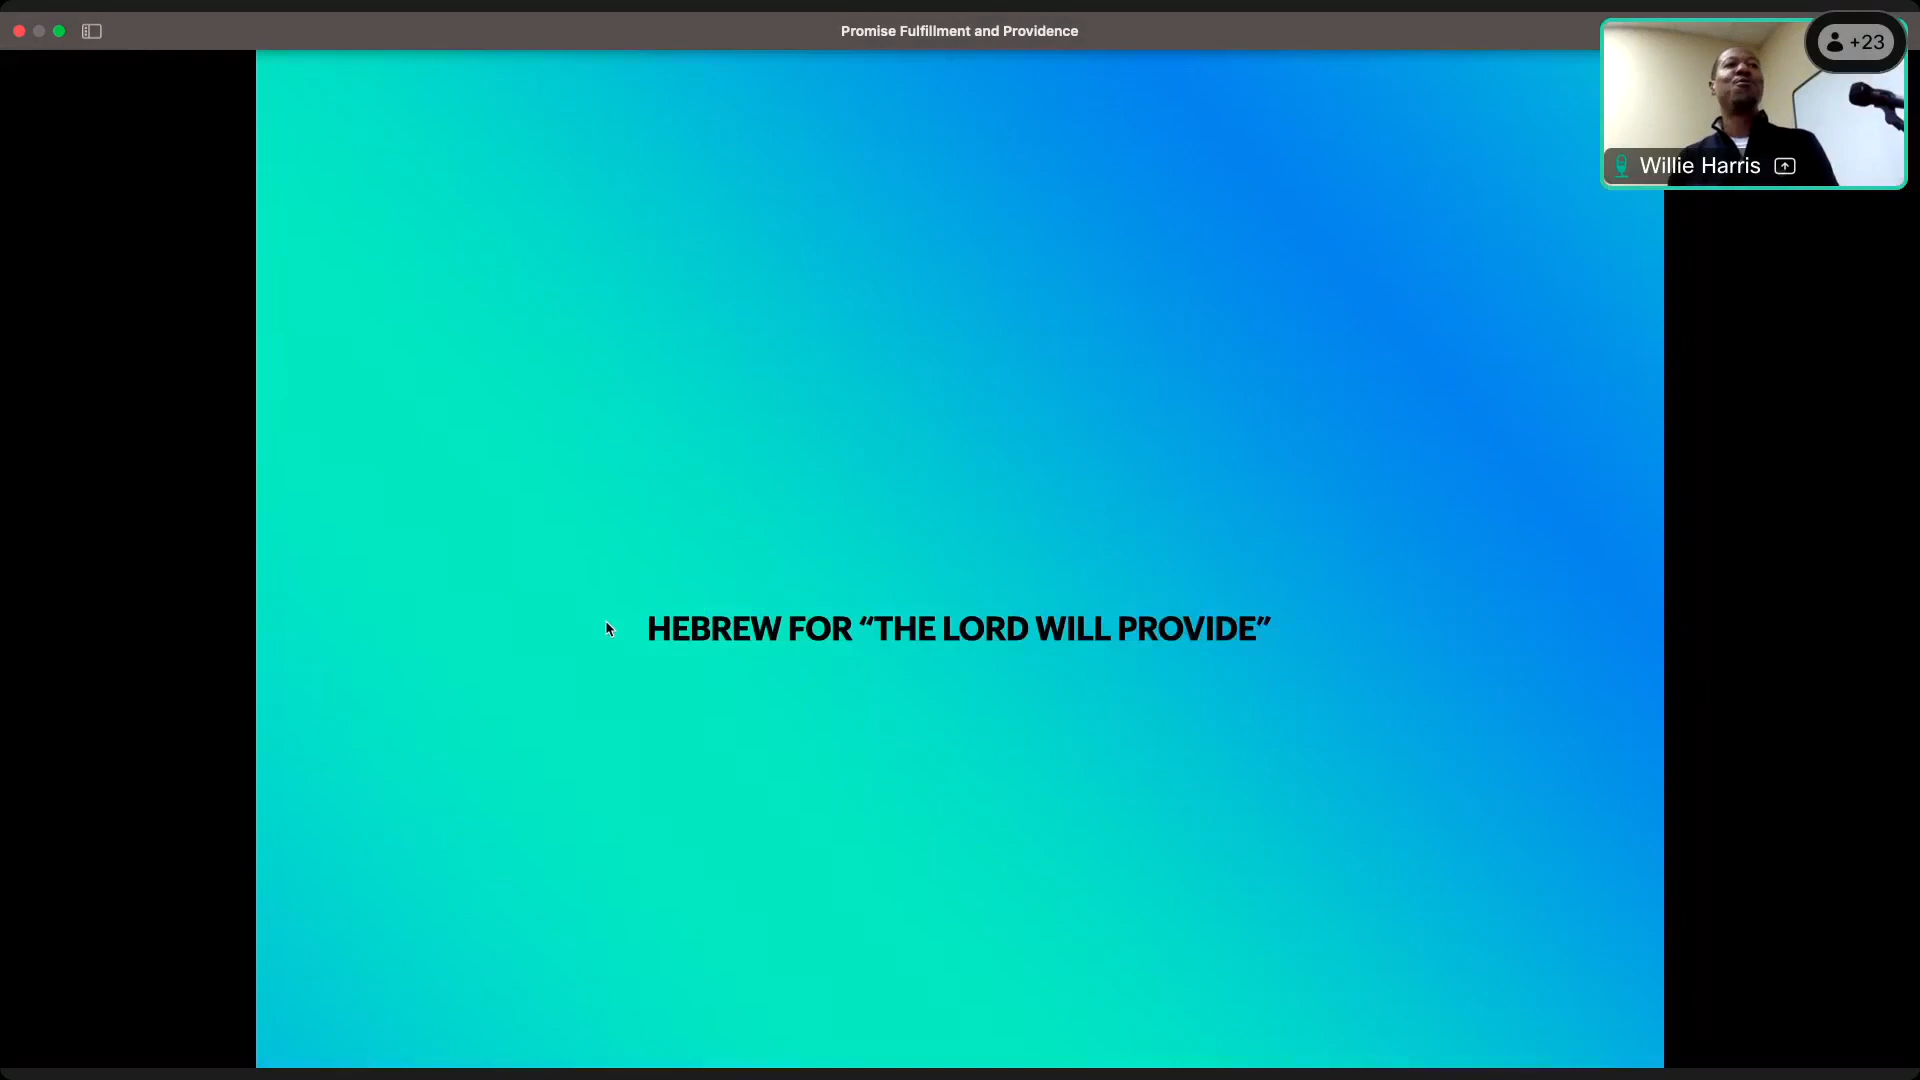 Promise Fulfillment and Providence
+23
Willie Harris
HEBREW FOR “THE LORD WILL PROVIDE”